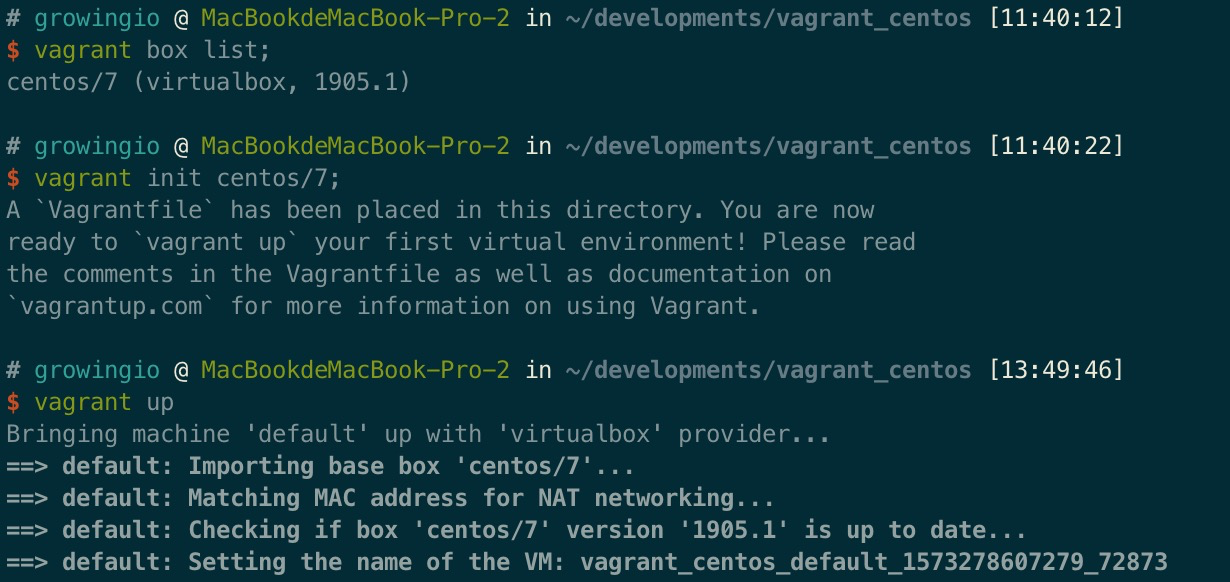 # growingio @ MacBookdeMacBook-Pro-2 in ~/developments/vagrant_centos [11:40:12]
$ vagrant box list;
centos/7 (virtualbox, 1905.1)
# growingio @ MacBookdeMacBook-Pro-2 in ~/developments/vagrant_centos [11:40:22]
$ vagrant init centos/7;
A `Vagrantfile` has been placed in this directory. You are now
ready to `vagrant up` your first virtual environment! Please read
the comments in the Vagrantfile as well as documentation on
`vagrantup.com` for more information on using Vagrant.
# growingio @ MacBookdeMacBook-Pro-2 in ~/developments/vagrant_centos [13:49:46]
$ vagrant up
Bringing machine 'default' up with 'virtualbox' provider...
==> default: Importing base box 'centos/7'...
==> default: Matching MAC address for NAT networking...
==> default: Checking if box 'centos/7' version '1905.1' is up to date...
==> default: Setting the name of the VM: vagrant_centos_default_1573278607279_72873